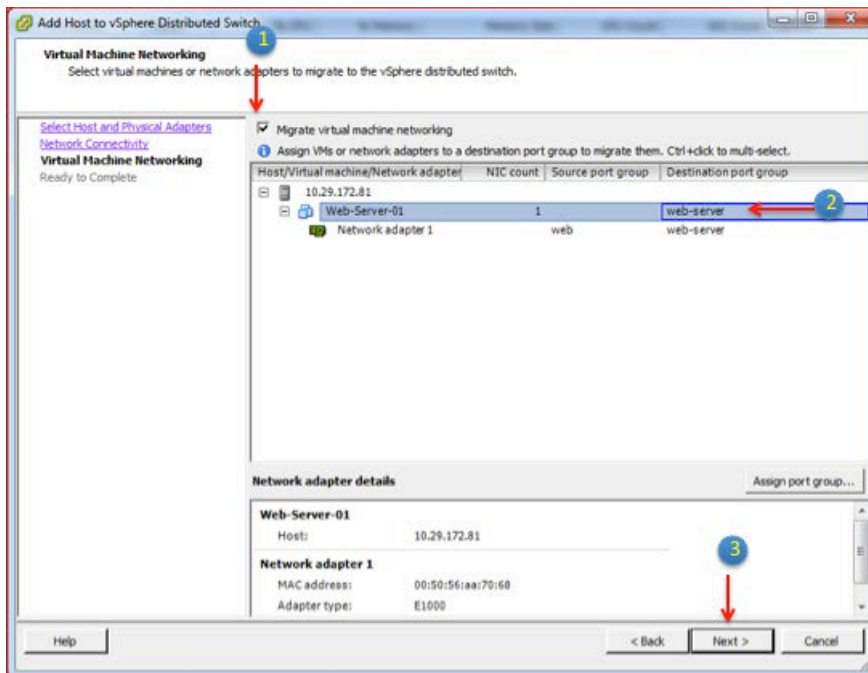 Add Host to vSphere Distributed Switch
1
Virtual Machine Networking
Select virtual machines or network adapters to migrate to the vSphere distributed switch.
Select Host and Physical Adapters
Network Connectivity
Virtual Machine Networking
Ready to Complete
Migrate virtual machine networking
Assign VMs or network adapters to a destination port group to migrate them. Ctrl+click to multi-select.
Host/Virtual machine/Network adapter NIC count Source port group Destination port group
10.29.172.81
Web-Server-01 1 web-server 2
Network adapter 1 web web-server
Network adapter details Assign port group...
Web-Server-01
Host: 10.29.172.81
3
Network adapter 1
MAC address: 00:50:56:aa:70:68
Adapter type: E1000
Help < Back Next > Cancel